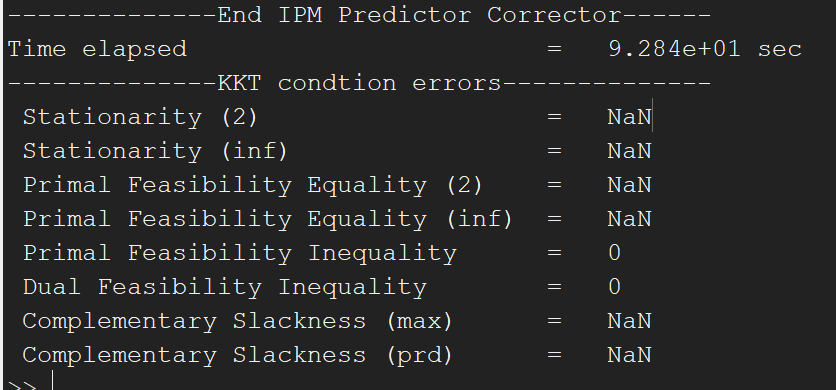 --------------End IPM Predictor Corrector------
Time elapsed = 9.284e+01 sec
--------------KKT condtion errors--------------
Stationarity (2) = NaN
Stationarity (inf) = NaN
Primal Feasibility Equality (2) = NaN
Primal Feasibility Equality (inf) = NaN
Primal Feasibility Inequality = 0
Dual Feasibility Inequality = 0
Complementary Slackness (max) = NaN
Complementary Slackness (prd) = NaN
>>